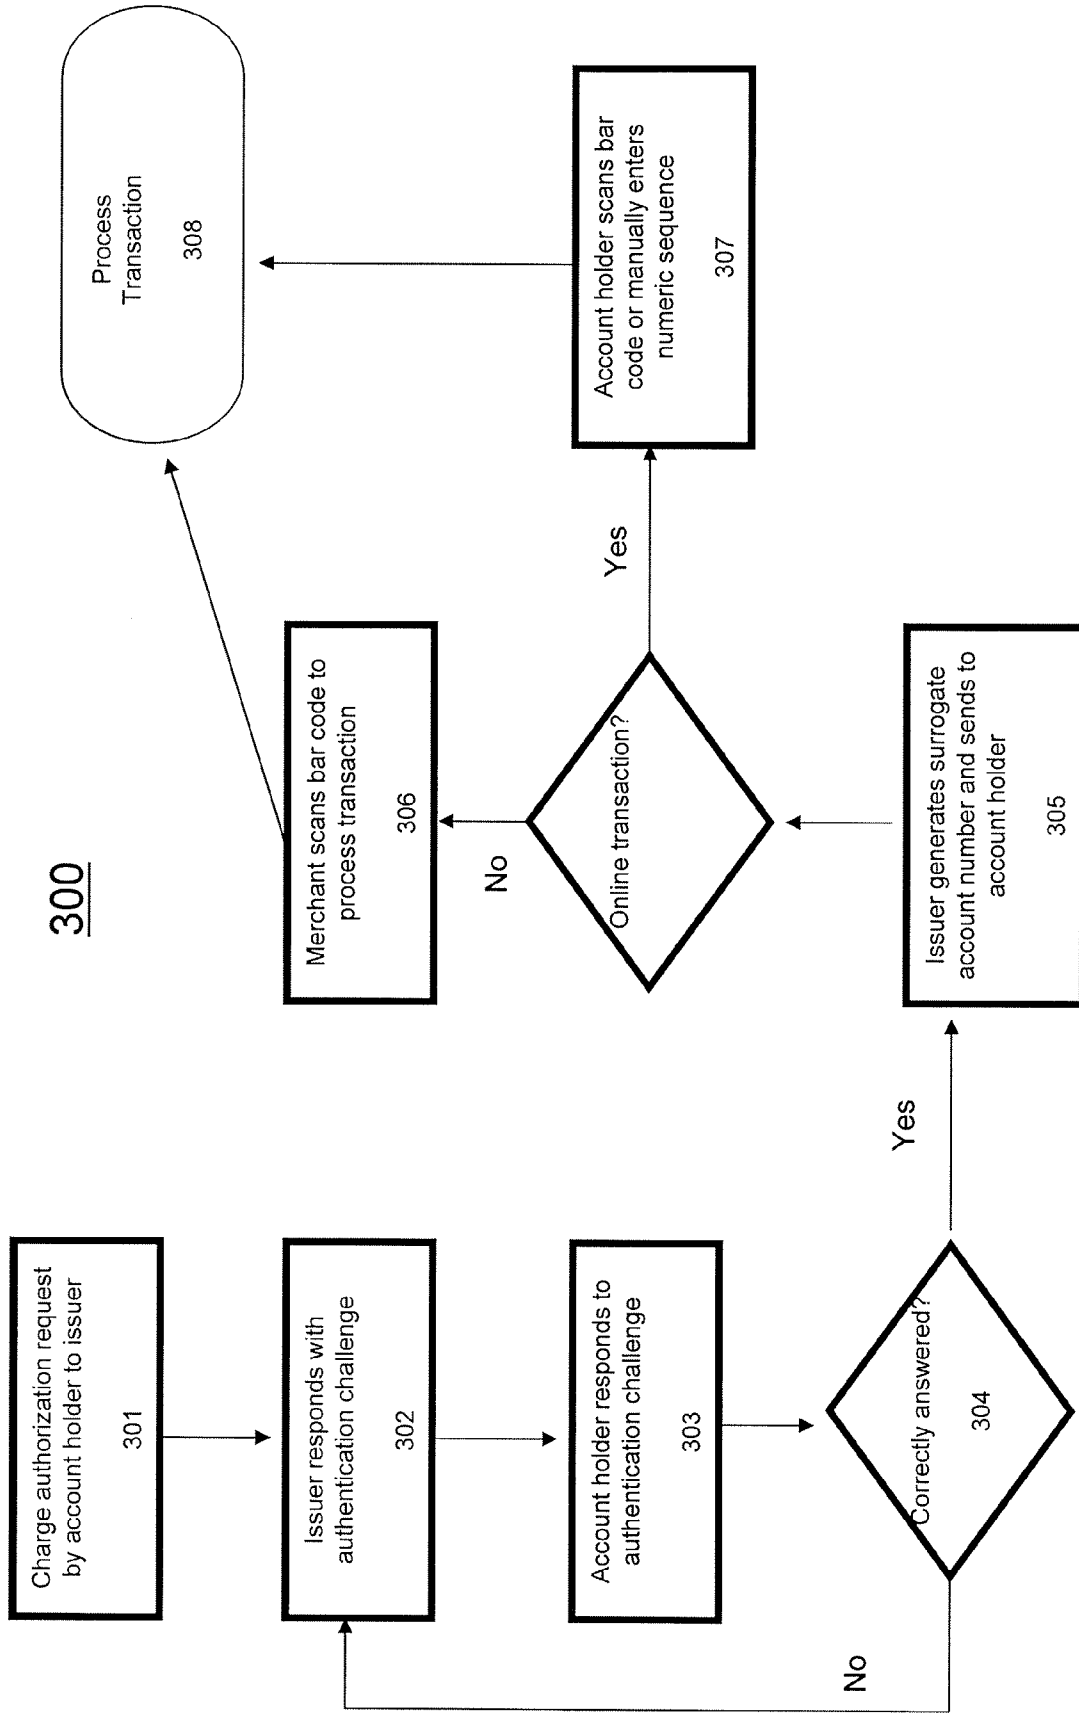 300
Charge authorization request
by account holder to issuer
301
Issuer responds with
authentication challenge
302
Account holder responds to
authentication challenge
303
Correctly answered?
304
No
Yes
Issuer generates surrogate
account number and sends to
account holder
305
Online transaction?
No
Yes
Merchant scans bar code to
process transaction
306
Account holder scans bar
code or manually enters
numeric sequence
307
Process
Transaction
308